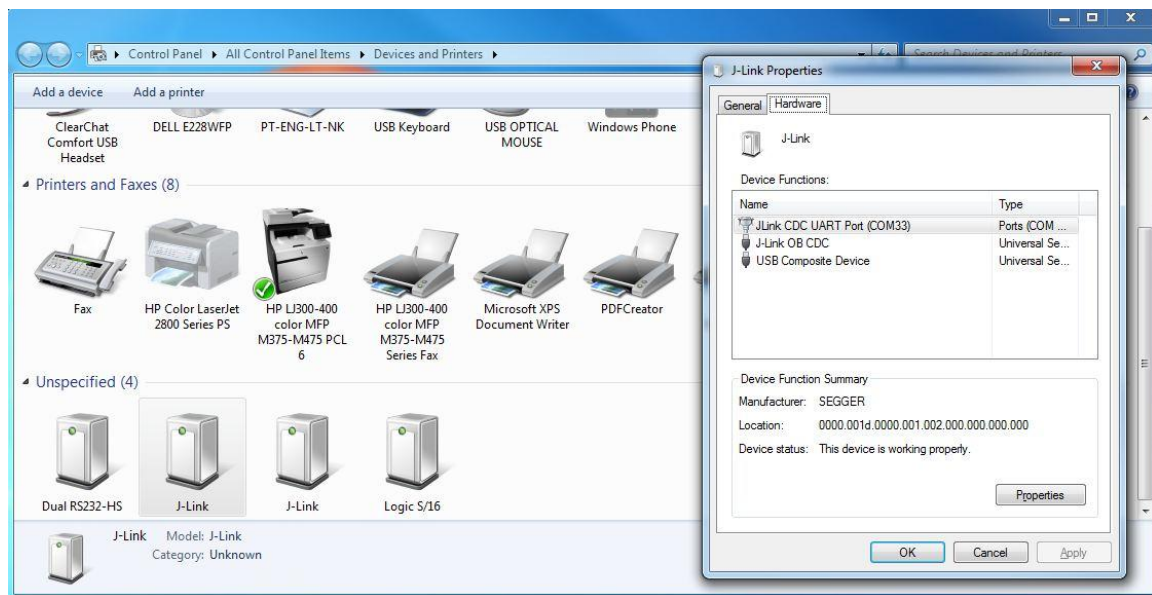 Control Panel ▸ All Control Panel Items ▸ Devices and Printers ▸
Search Devices and Printers
Add a device Add a printer
ClearChat Comfort USB Headset
DELL E228WFP
PT-ENG-LT-NK
USB Keyboard
USB OPTICAL MOUSE
Windows Phone
Printers and Faxes (8)
Fax
HP Color LaserJet 2800 Series PS
HP LJ300-400 color MFP M375-M475 PCL 6
HP LJ300-400 color MFP M375-M475 Series Fax
Microsoft XPS Document Writer
PDFCreator
Unspecified (4)
Dual RS232-HS
J-Link
J-Link
Logic S/16
J-Link Model: J-Link
Category: Unknown
J-Link Properties
General Hardware
J-Link
Device Functions:
Name Type
JLink CDC UART Port (COM33) Ports (COM ...
J-Link OB CDC Universal Se...
USB Composite Device Universal Se...
Device Function Summary
Manufacturer: SEGGER
Location: 0000.001d.0000.001.002.000.000.000.000
Device status: This device is working properly.
Properties
OK Cancel Apply